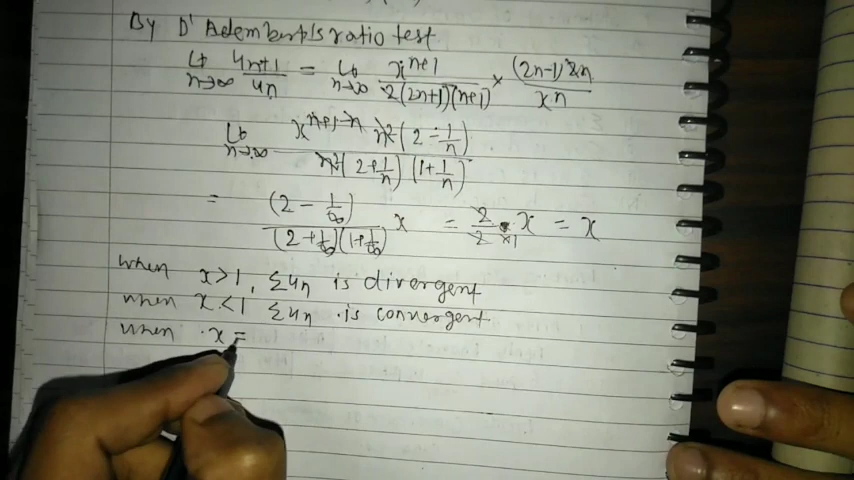 By D'Alembert's ratio test
Lt n→∞ un+1/un = Lt n→∞ x^n+1/2(2n+1)(n+1) × (2n-1)2n/xn
Lt n→∞ x^n+1-n n²(2-1/n)/n²(2+1/n)(1+1/n)
= (2-1/∞)/(2+1/∞)(1+1/∞) x = 2/2×1 . x = x
when x>1, Σun is divergent
when x<1 Σun is convergent
when x =